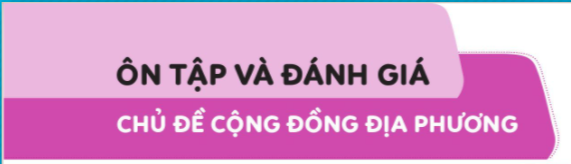 ÔN TẬP VÀ ĐÁNH GIÁ
CHỦ ĐỀ CỘNG ĐỒNG ĐỊA PHƯƠNG